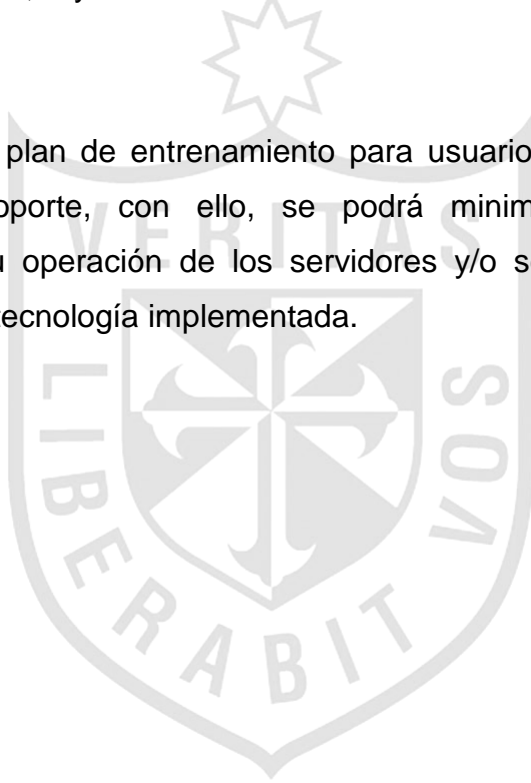 plan de entrenamiento para usuario
oporte, con ello, se podrá minim
u operación de los servidores y/o s
tecnología implementada.
VERITAS
LIBERABIT
VOS